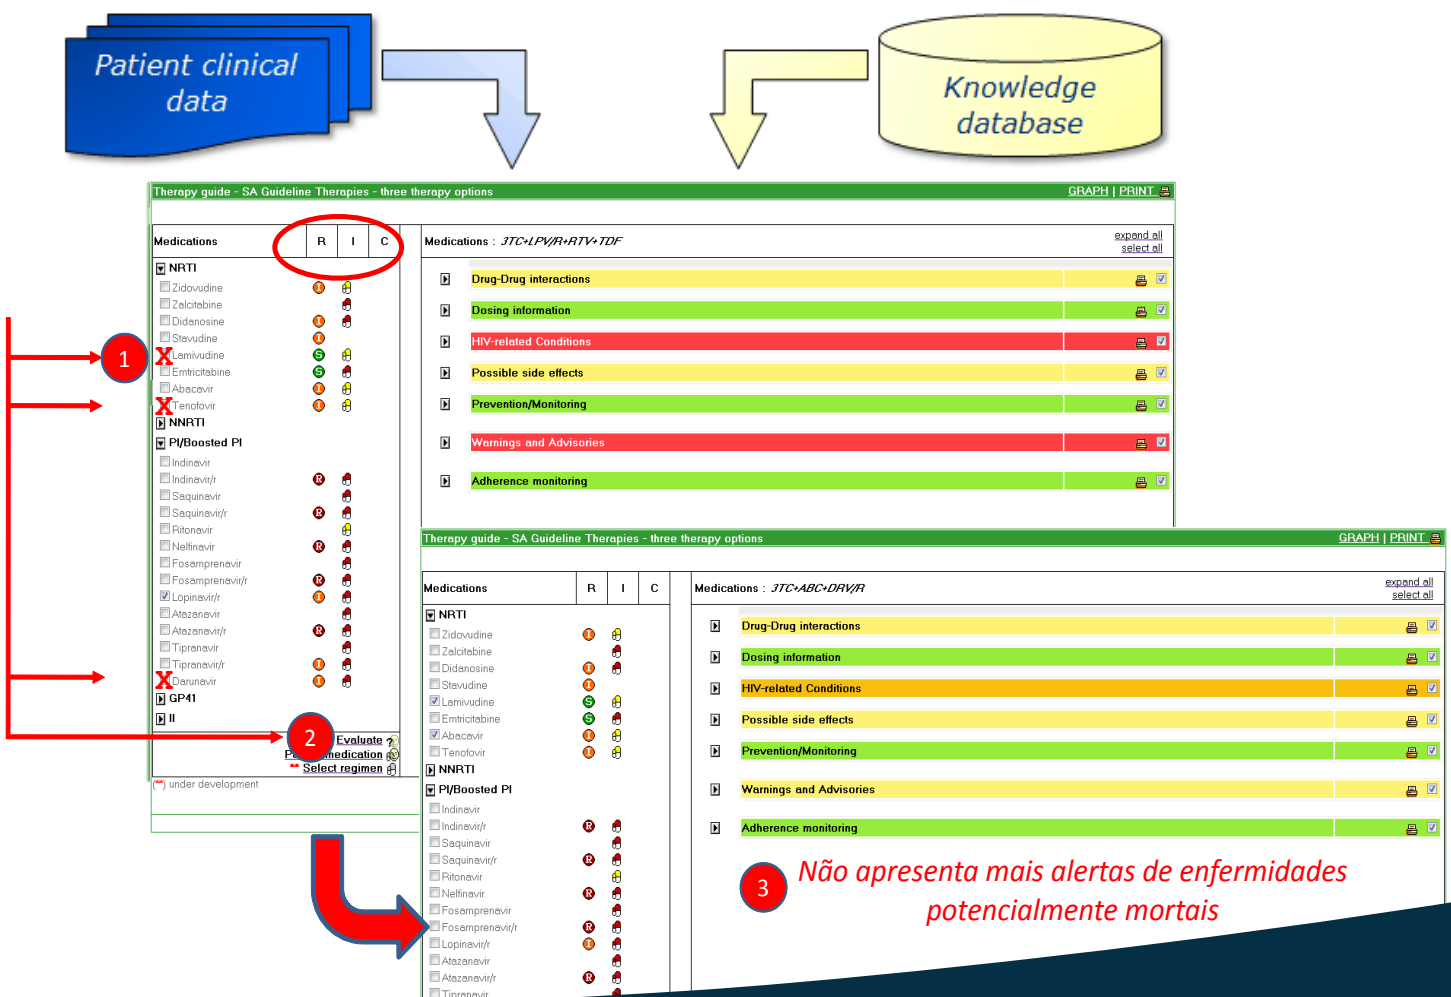 Patient clinical
data
Knowledge
database
Therapy guide - SA Guideline Therapies - three therapy options
GRAPH | PRINT
Medications R I C
Medications : 3TC+LPV/R+RTV+TDF
expand all
select all
NRTI
Zidovudine I
Zalcitabine
Didanosine I
Stavudine I
1
X Lamivudine S
Emtricitabine S
Abacavir I
X Tenofovir I
NNRTI
PI/Boosted PI
Indinavir
Indinavir/r R
Saquinavir
Saquinavir/r R
Ritonavir
Nelfinavir R
Fosamprenavir
Fosamprenavir/r R
Lopinavir/r I
Atazanavir
Atazanavir/r R
Tipranavir
Tipranavir/r I
X Darunavir I
GP41
II
2
Evaluate ?
medication
** Select regimen
(**) under development
Drug-Drug interactions
Dosing information
HIV-related Conditions
Possible side effects
Prevention/Monitoring
Warnings and Advisories
Adherence monitoring
Therapy guide - SA Guideline Therapies - three therapy options
GRAPH | PRINT
Medications R I C
Medications : 3TC+ABC+DRV/R
expand all
select all
NRTI
Zidovudine I
Zalcitabine
Didanosine I
Stavudine I
Lamivudine S
Emtricitabine S
Abacavir I
Tenofovir I
NNRTI
PI/Boosted PI
Indinavir
Indinavir/r R
Saquinavir
Saquinavir/r R
Ritonavir
Nelfinavir R
Fosamprenavir
Fosamprenavir/r R
Lopinavir/r I
Atazanavir
Atazanavir/r R
Tipranavir
Drug-Drug interactions
Dosing information
HIV-related Conditions
Possible side effects
Prevention/Monitoring
Warnings and Advisories
Adherence monitoring
3
Não apresenta mais alertas de enfermidades
potencialmente mortais